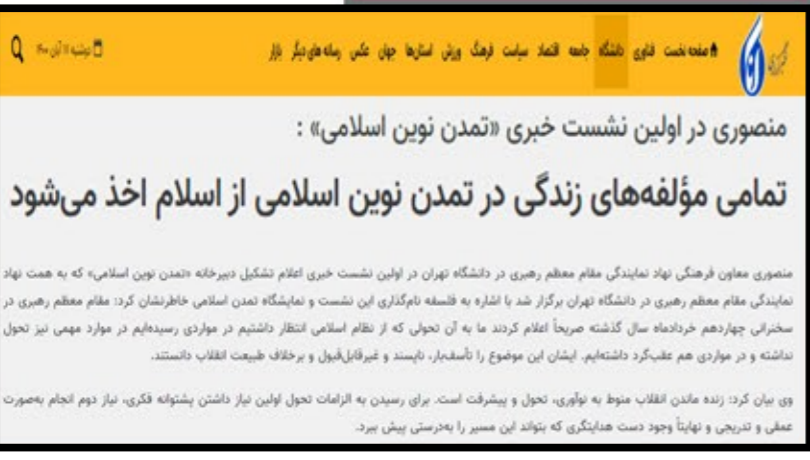 خبرگزاری آنا
صفحه نخست فناوری دانشگاه جامعه اقتصاد سیاست فرهنگ ورزش استان‌ها جهان عکس رسانه‌های دیگر بازار
دوشنبه ۱۷ آبان ۱۴۰۰
منصوری در اولین نشست خبری «تمدن نوین اسلامی» :
تمامی مؤلفه‌های زندگی در تمدن نوین اسلامی از اسلام اخذ می‌شود
منصوری معاون فرهنگی نهاد نمایندگی مقام معظم رهبری در دانشگاه تهران در اولین نشست خبری اعلام تشکیل دبیرخانه «تمدن نوین اسلامی» که به همت نهاد
نمایندگی مقام معظم رهبری در دانشگاه تهران برگزار شد با اشاره به فلسفه نام‌گذاری این نشست و نمایشگاه تمدن اسلامی خاطرنشان کرد: مقام معظم رهبری در
سخنرانی چهاردهم خردادماه سال گذشته صریحاً اعلام کردند ما به آن تحولی که از نظام اسلامی انتظار داشتیم در مواردی رسیده‌ایم در موارد مهمی نیز تحول
نداشته و در مواردی هم عقب‌گرد داشته‌ایم. ایشان این موضوع را تأسف‌بار، ناپسند و غیرقابل‌قبول و برخلاف طبیعت انقلاب دانستند.
وی بیان کرد: زنده ماندن انقلاب منوط به نوآوری، تحول و پیشرفت است. برای رسیدن به الزامات تحول اولین نیاز داشتن پشتوانه فکری، نیاز دوم انجام به‌صورت
عمقی و تدریجی و نهایتاً وجود دست هدایتگری که بتواند این مسیر را به‌درستی پیش ببرد.